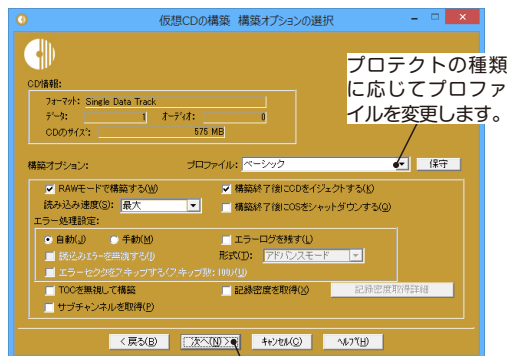 仮想CDの構築 構築オプションの選択
プロテクトの種類
に応じてプロファ
イルを変更します。
CD情報:
フォーマット: Single Data Track
データ: 1 オーディオ: 0
CDのサイズ: 575 MB
構築オプション: プロファイル: ベーシック 保守
RAWモードで構築する(W) 構築終了後にCDをイジェクトする(K)
読み込み速度(S): 最大 構築終了後にOSをシャットダウンする(Q)
エラー処理設定:
自動(J) 手動(M) エラーログを残す(L)
読込みエラーを無視する(I) 形式(T): アドバンスモード
エラーセクタをスキップする(スキップ数: 100)(U)
TOCを無視して構築 記録密度を取得(X) 記録密度取得詳細
サブチャンネルを取得(P)
< 戻る(B) 次へ(N) > キャンセル(C) ヘルプ(H)